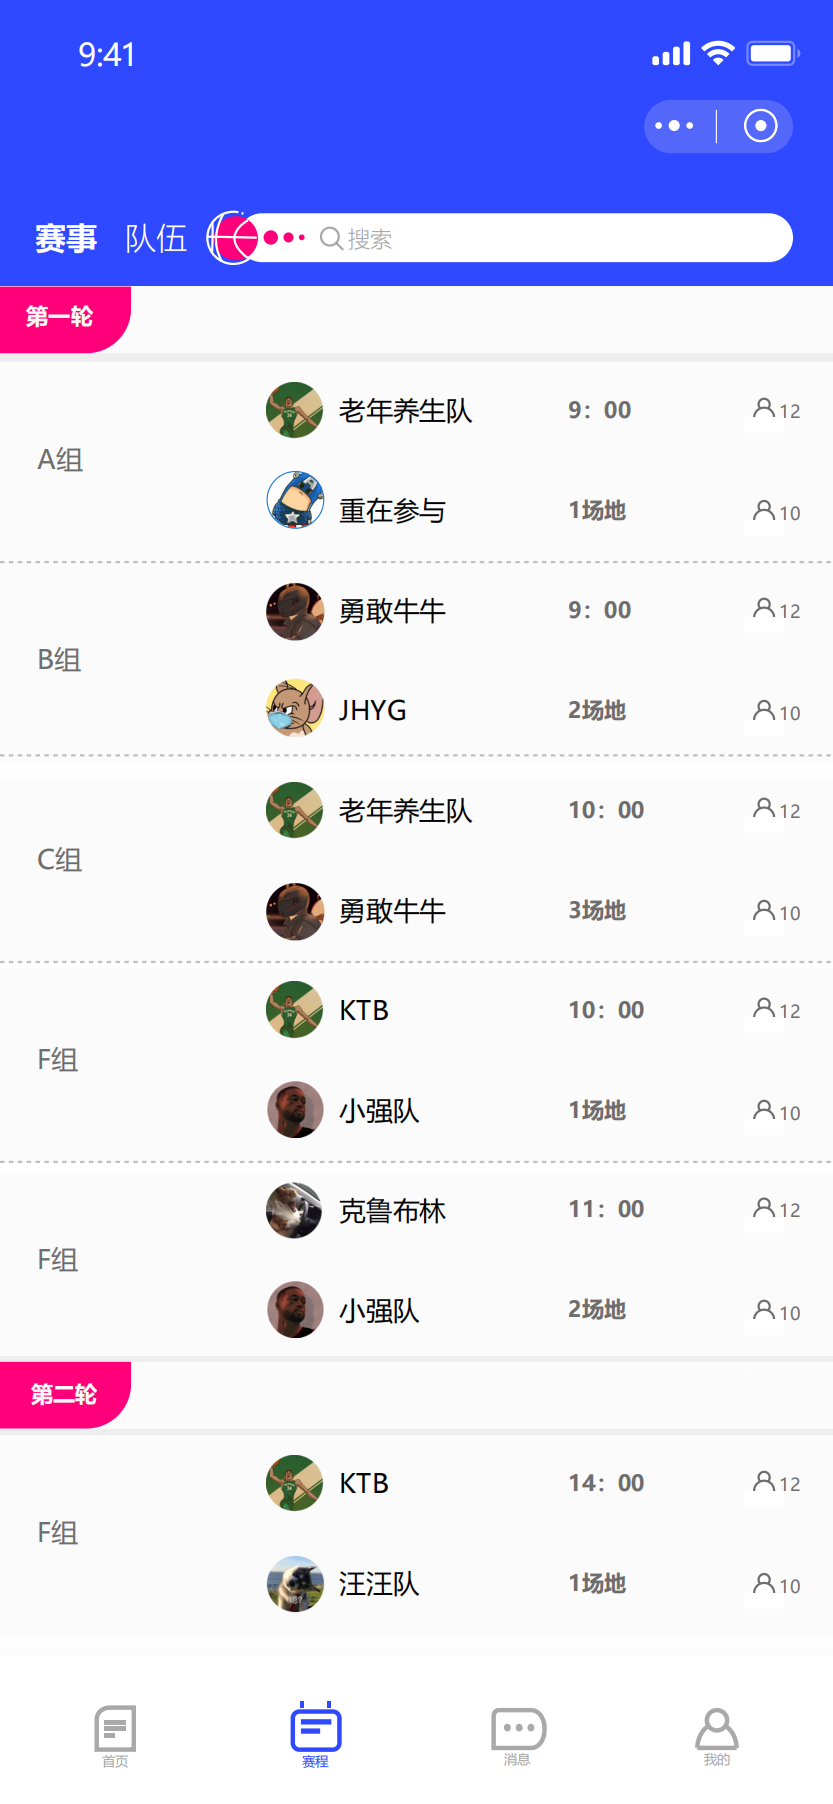 9:41
赛事 队伍 搜索
第一轮
老年养生队 9：00 12
A组
重在参与 1场地 10
勇敢牛牛 9：00 12
B组
JHYG 2场地 10
老年养生队 10：00 12
C组
勇敢牛牛 3场地 10
KTB 10：00 12
F组
小强队 1场地 10
克鲁布林 11：00 12
F组
小强队 2场地 10
第二轮
KTB 14：00 12
F组
汪汪队 1场地 10
首页 赛程 消息 我的